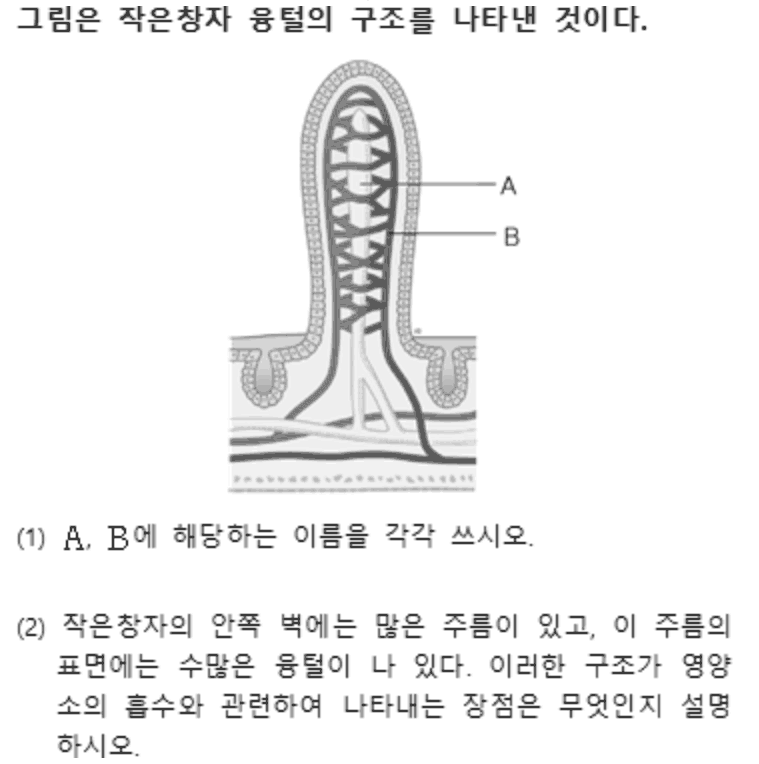 그림은 작은창자 융털의 구조를 나타낸 것이다.
A
B
(1) A, B에 해당하는 이름을 각각 쓰시오.
(2) 작은창자의 안쪽 벽에는 많은 주름이 있고, 이 주름의
표면에는 수많은 융털이 나 있다. 이러한 구조가 영양
소의 흡수와 관련하여 나타내는 장점은 무엇인지 설명
하시오.